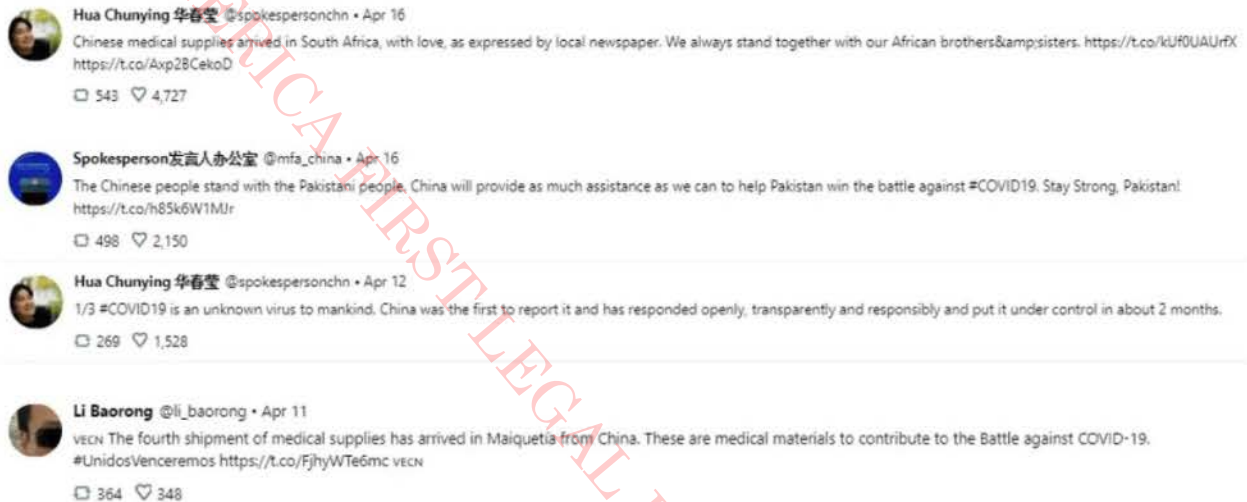 Hua Chunying 华春莹 @spokespersonchn • Apr 16
Chinese medical supplies arrived in South Africa, with love, as expressed by local newspaper. We always stand together with our African brothers&amp;sisters. https://t.co/kUf0UAUrfX
https://t.co/Axp2BCekoD
543 4,727
Spokesperson发言人办公室 @mfa_china • Apr 16
The Chinese people stand with the Pakistani people, China will provide as much assistance as we can to help Pakistan win the battle against #COVID19. Stay Strong, Pakistan!
https://t.co/h85k6W1MJr
498 2,150
Hua Chunying 华春莹 @spokespersonchn • Apr 12
1/3 #COVID19 is an unknown virus to mankind. China was the first to report it and has responded openly, transparently and responsibly and put it under control in about 2 months.
269 1,528
Li Baorong @li_baorong • Apr 11
VECN The fourth shipment of medical supplies has arrived in Maiquetía from China. These are medical materials to contribute to the Battle against COVID-19.
#UnidosVenceremos https://t.co/FjhyWTe6mc VECN
364 348
ERICA FIRST LEGAL